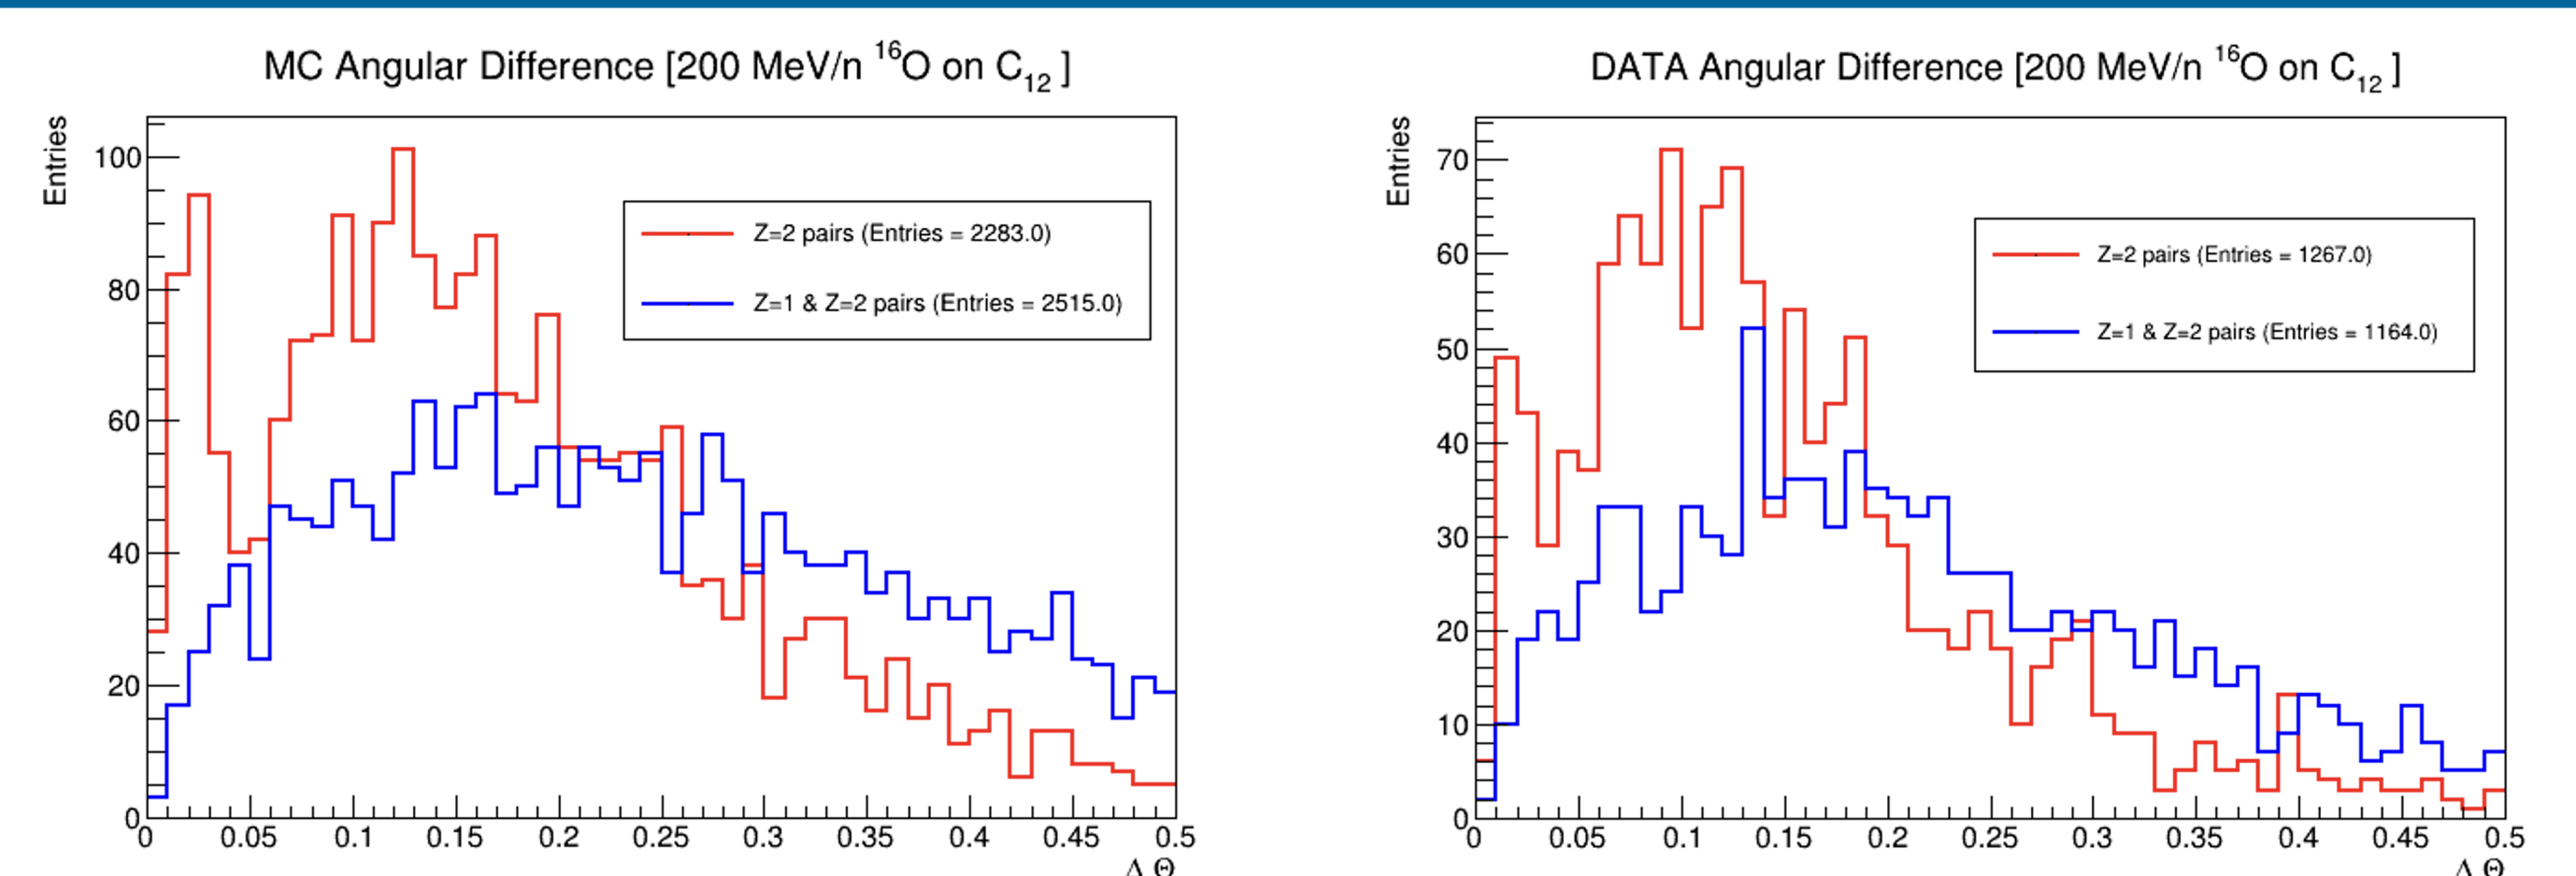 MC Angular Difference [200 MeV/n 16O on C12 ]
Entries
100
80
60
40
20
0
Z=2 pairs (Entries = 2283.0)
Z=1 & Z=2 pairs (Entries = 2515.0)
0 0.05 0.1 0.15 0.2 0.25 0.3 0.35 0.4 0.45 0.5
Δ Θ
DATA Angular Difference [200 MeV/n 16O on C12 ]
Entries
70
60
50
40
30
20
10
0
Z=2 pairs (Entries = 1267.0)
Z=1 & Z=2 pairs (Entries = 1164.0)
0 0.05 0.1 0.15 0.2 0.25 0.3 0.35 0.4 0.45 0.5
Δ Θ